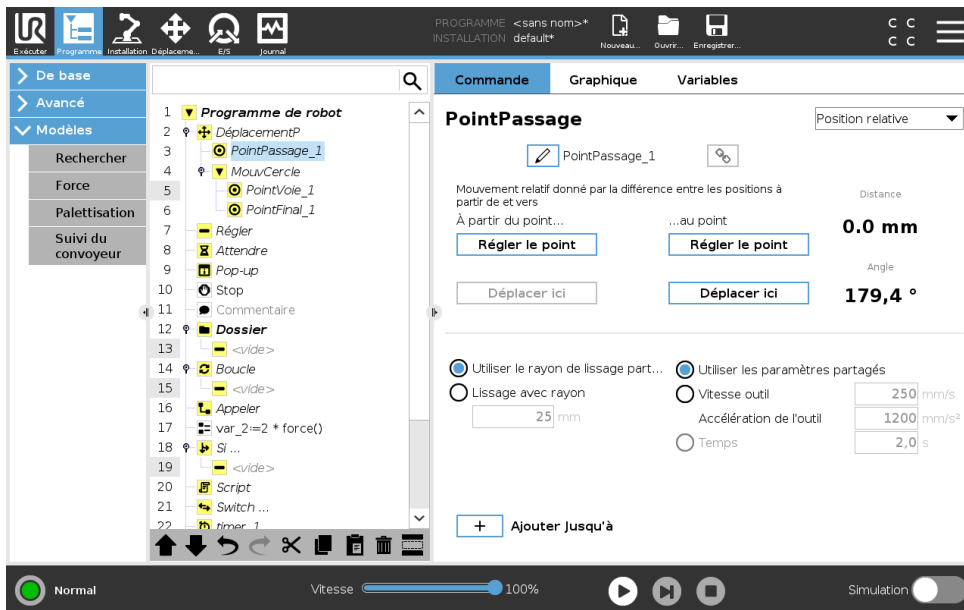 UR
PROGRAMME <sans nom>*
INSTALLATION default*
C C
C C
Exécuter Programme Installation Déplaceme... E/S Journal Nouveau... Ouvrir... Enregistrer...
De base
Avancé
Modèles
Rechercher
Force
Palettisation
Suivi du
convoyeur
1 Programme de robot
2 DéplacementP
3 PointPassage_1
4 MouvCercle
5 PointVoie_1
6 PointFinal_1
7 Régler
8 Attendre
9 Pop-up
10 Stop
11 Commentaire
12 Dossier
13 <vide>
14 Boucle
15 <vide>
16 Appeler
17 var_2:=2 * force()
18 Si ...
19 <vide>
20 Script
21 Switch ...
22 timer_1
Commande Graphique Variables
PointPassage
Position relative
PointPassage_1
Mouvement relatif donné par la différence entre les positions à
partir de et vers
Distance
À partir du point... ...au point
0.0 mm
Régler le point Régler le point
Angle
Déplacer ici Déplacer ici
179,4 °
Utiliser le rayon de lissage part... Utiliser les paramètres partagés
Lissage avec rayon Vitesse outil 250 mm/s
25 mm Accélération de l'outil 1200 mm/s²
Temps 2,0 s
+ Ajouter Jusqu'à
Normal Vitesse 100% Simulation